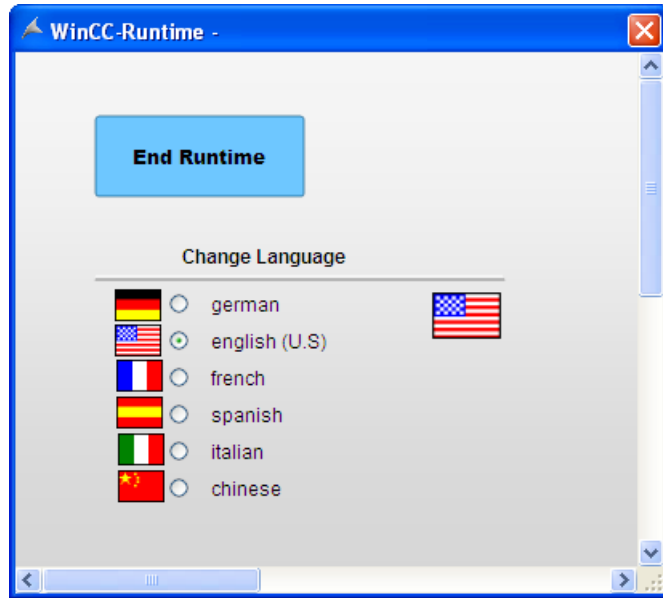 WinCC-Runtime -
End Runtime
Change Language
german
english (U.S)
french
spanish
italian
chinese